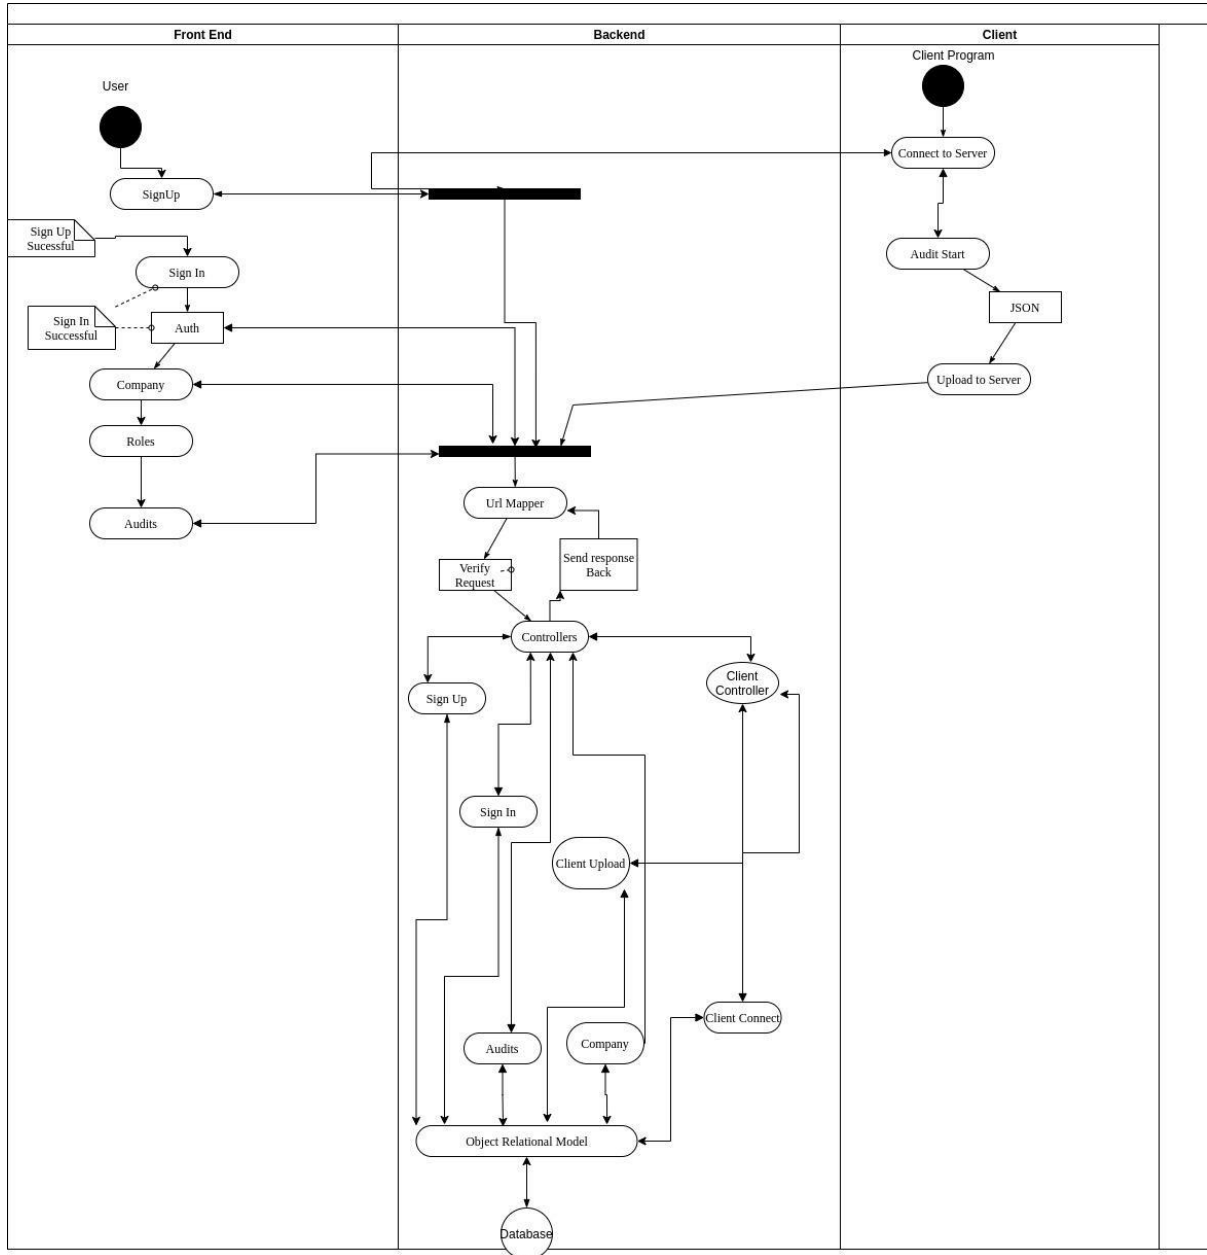 Front End
Backend
Client
User
Client Program
Connect to Server
SignUp
Sign Up
Sucessful
Audit Start
Sign In
JSON
Sign In
Successful
Auth
Company
Upload to Server
Roles
Url Mapper
Audits
Send response
Back
Verify
Request
Controllers
Client
Controller
Sign Up
Sign In
Client Upload
Client Connect
Audits
Company
Object Relational Model
Database